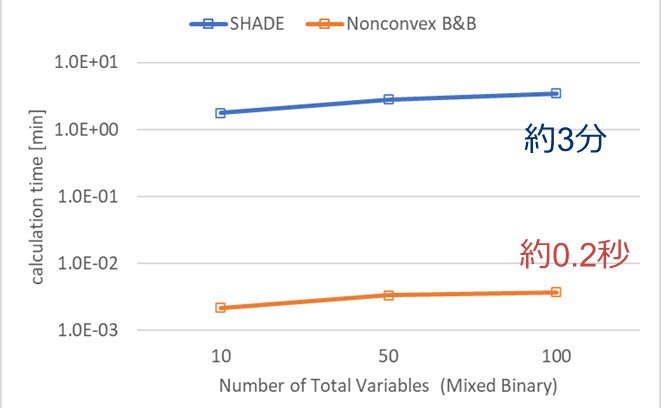 SHADE Nonconvex B&B
1.0E+01
1.0E+00
1.0E-01
1.0E-02
1.0E-03
calculation time [min]
約3分
約0.2秒
10 50 100
Number of Total Variables (Mixed Binary)